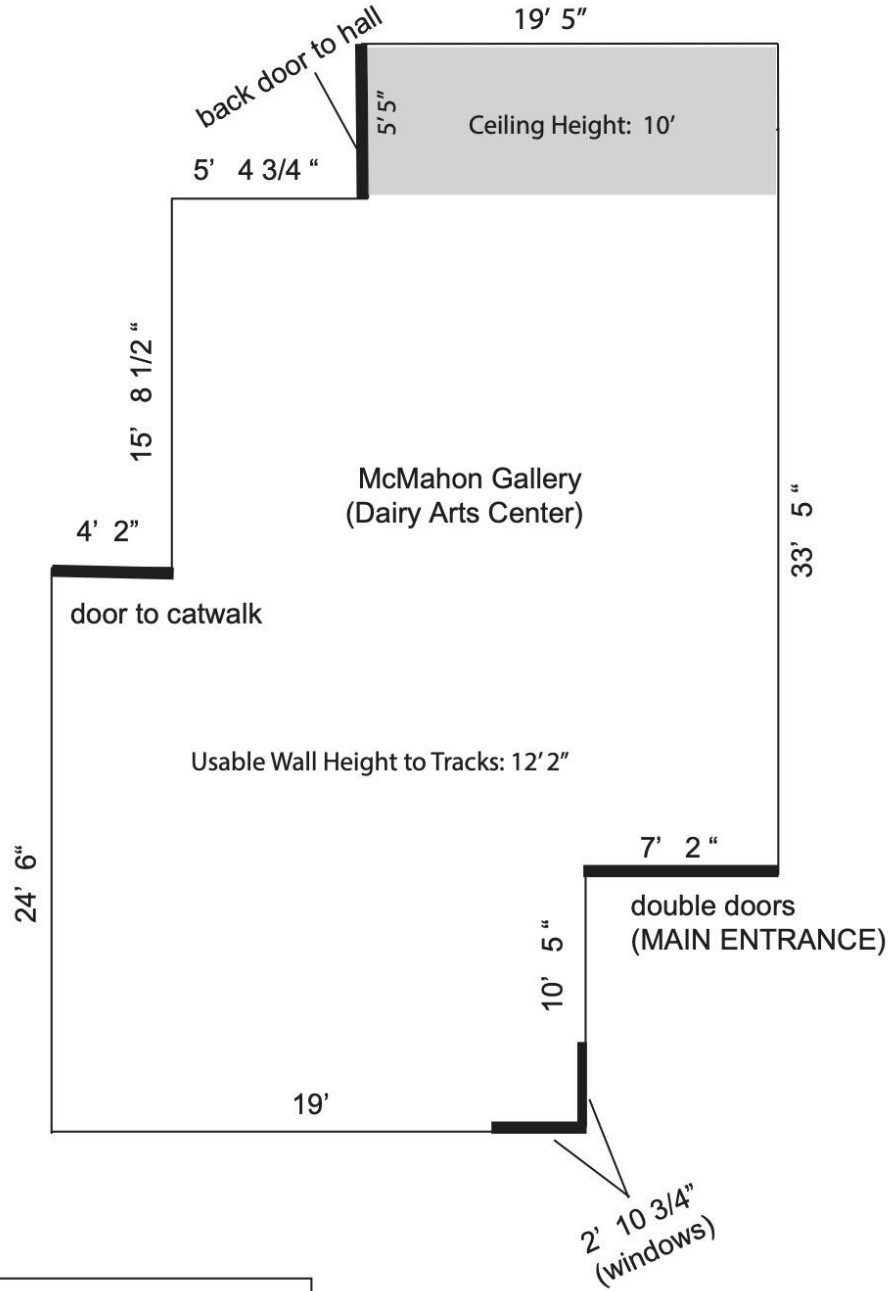 19' 5"
back door to hall
5' 5"
Ceiling Height: 10'
5' 4 3/4 "
15' 8 1/2 "
McMahon Gallery
(Dairy Arts Center)
33' 5 "
4' 2"
door to catwalk
Usable Wall Height to Tracks: 12' 2"
24' 6"
7' 2 "
double doors
(MAIN ENTRANCE)
10' 5 "
19'
2' 10 3/4"
(windows)